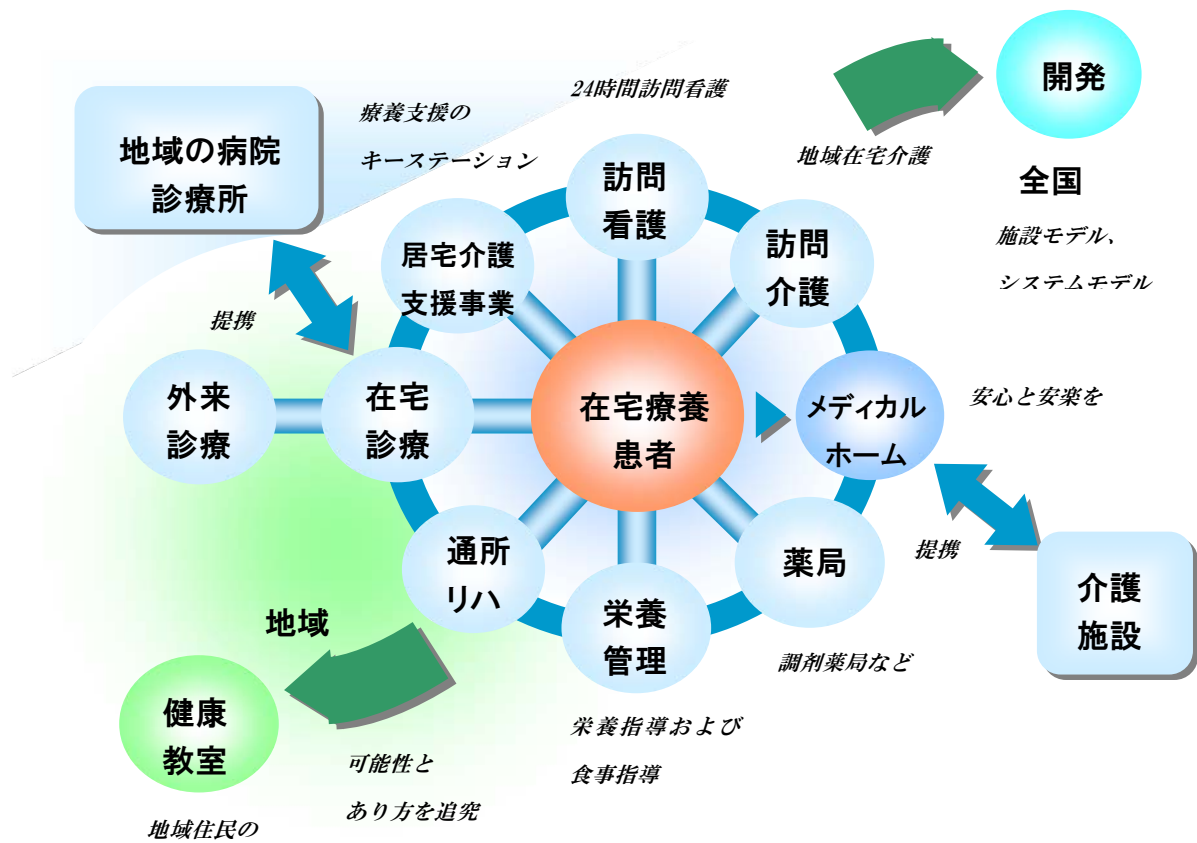 開発
24時間訪問看護
療養支援の
キーステーション
地域の病院
診療所
地域在宅介護
全国
施設モデル、
システムモデル
訪問
看護
訪問
介護
居宅介護
支援事業
提携
外来
診療
在宅
診療
在宅療養
患者
メディカル
ホーム
安心と安楽を
提携
介護
施設
薬局
調剤薬局など
通所
リハ
栄養
管理
栄養指導および
食事指導
地域
健康
教室
可能性と
あり方を追究
地域住民の